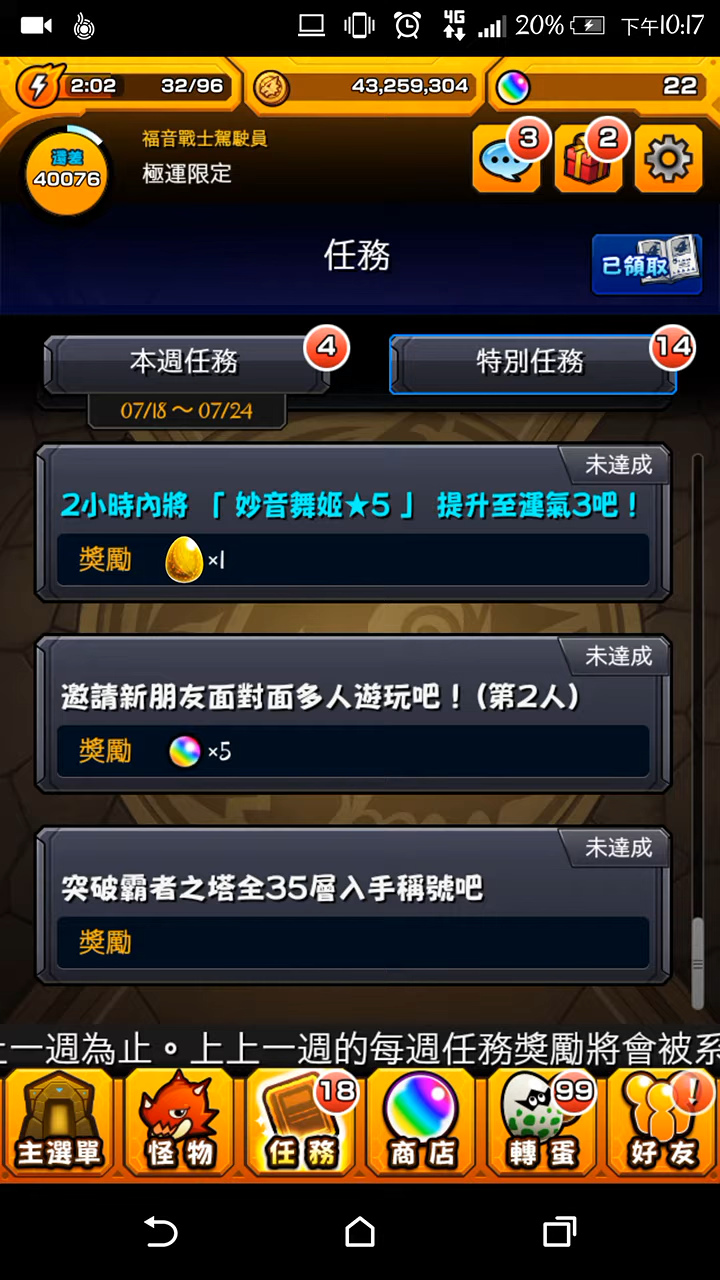 4G 20% 下午10:17
2:02 32/96 43,259,304 22
還差
40076
福音戰士駕駛員
極運限定
3 2
任務
已領取
本週任務 4 特別任務 14
07/18～07/24
未達成
2小時內將「妙音舞姬★5」提升至運氣3吧！
獎勵 ×1
未達成
邀請新朋友面對面多人遊玩吧！(第2人)
獎勵 ×5
未達成
突破霸者之塔全35層入手稱號吧
獎勵
一週為止。上上一週的每週任務獎勵將會被系
18 99 !
主選單 怪物 任務 商店 轉蛋 好友